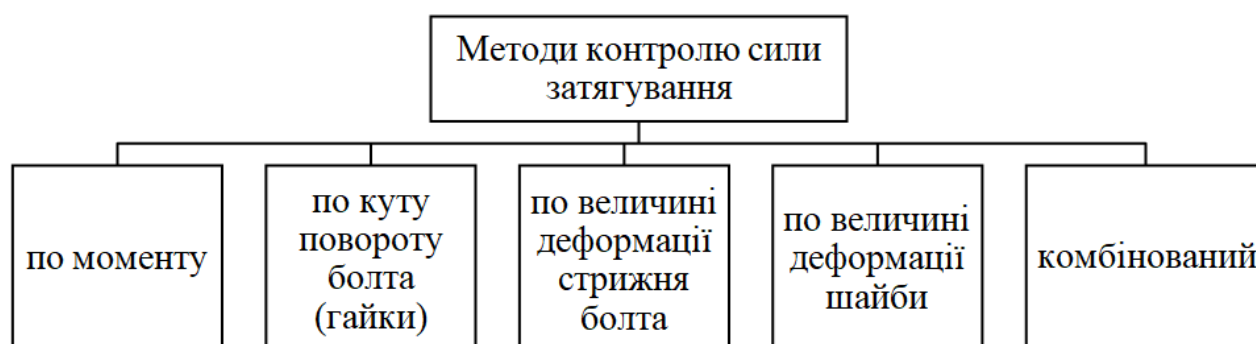 Методи контролю сили
затягування
по моменту
по куту
повороту
болта
(гайки)
по величині
деформації
стрижня
болта
по величині
деформації
шайби
комбінований